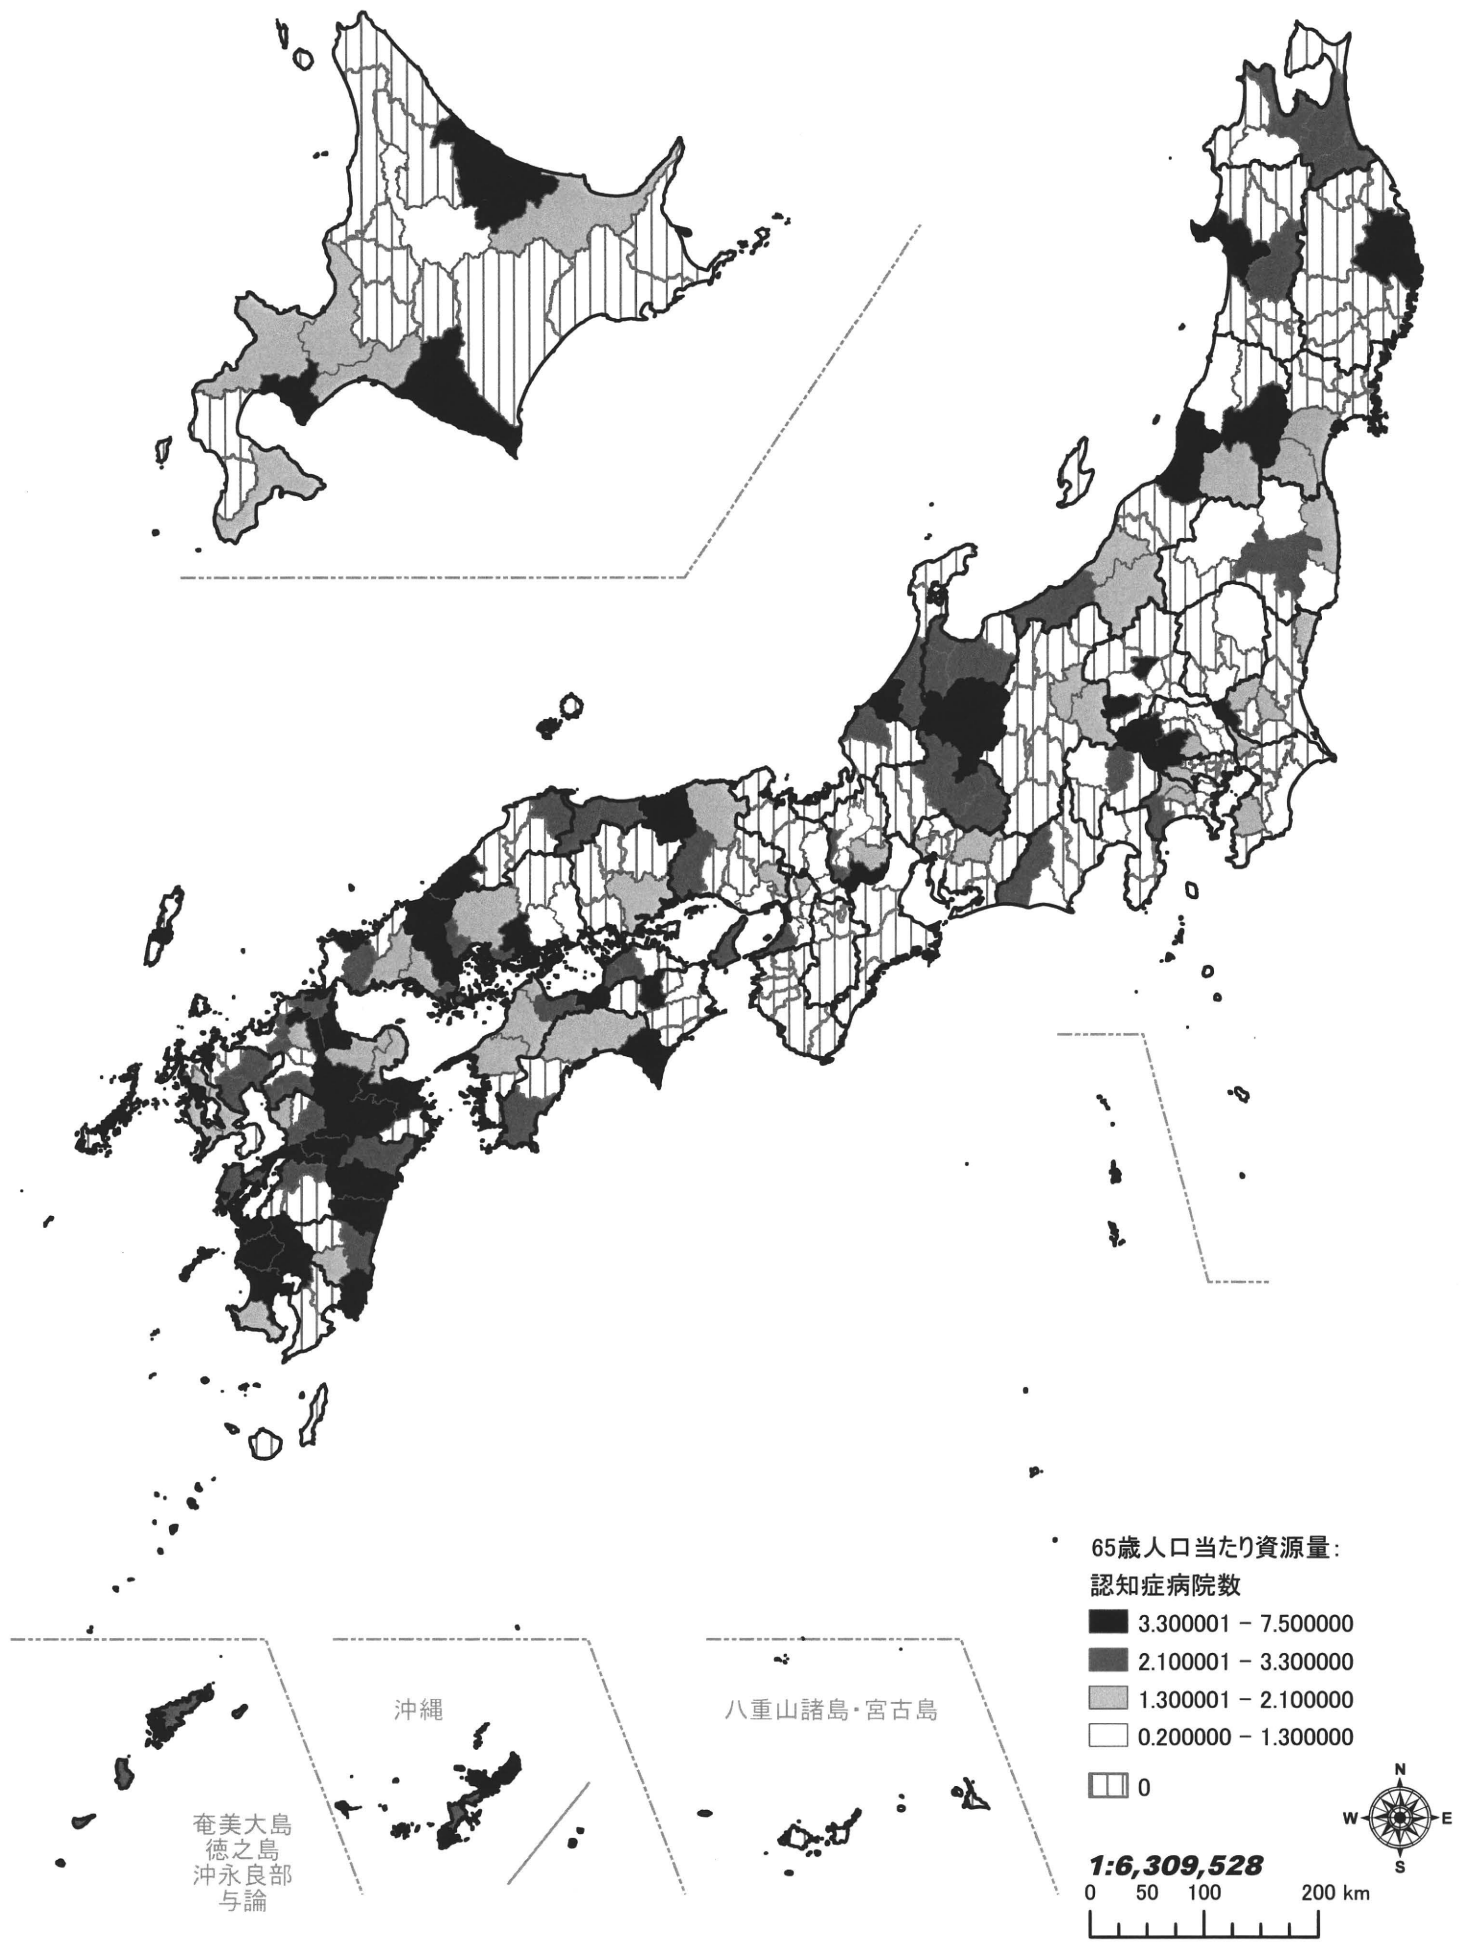 65歳人口当たり資源量:
認知症病院数
3.300001 - 7.500000
2.100001 - 3.300000
1.300001 - 2.100000
0.200000 - 1.300000
0
沖縄
八重山諸島・宮古島
奄美大島
徳之島
沖永良部
与論
N
W E
S
1:6,309,528
0 50 100 200 km